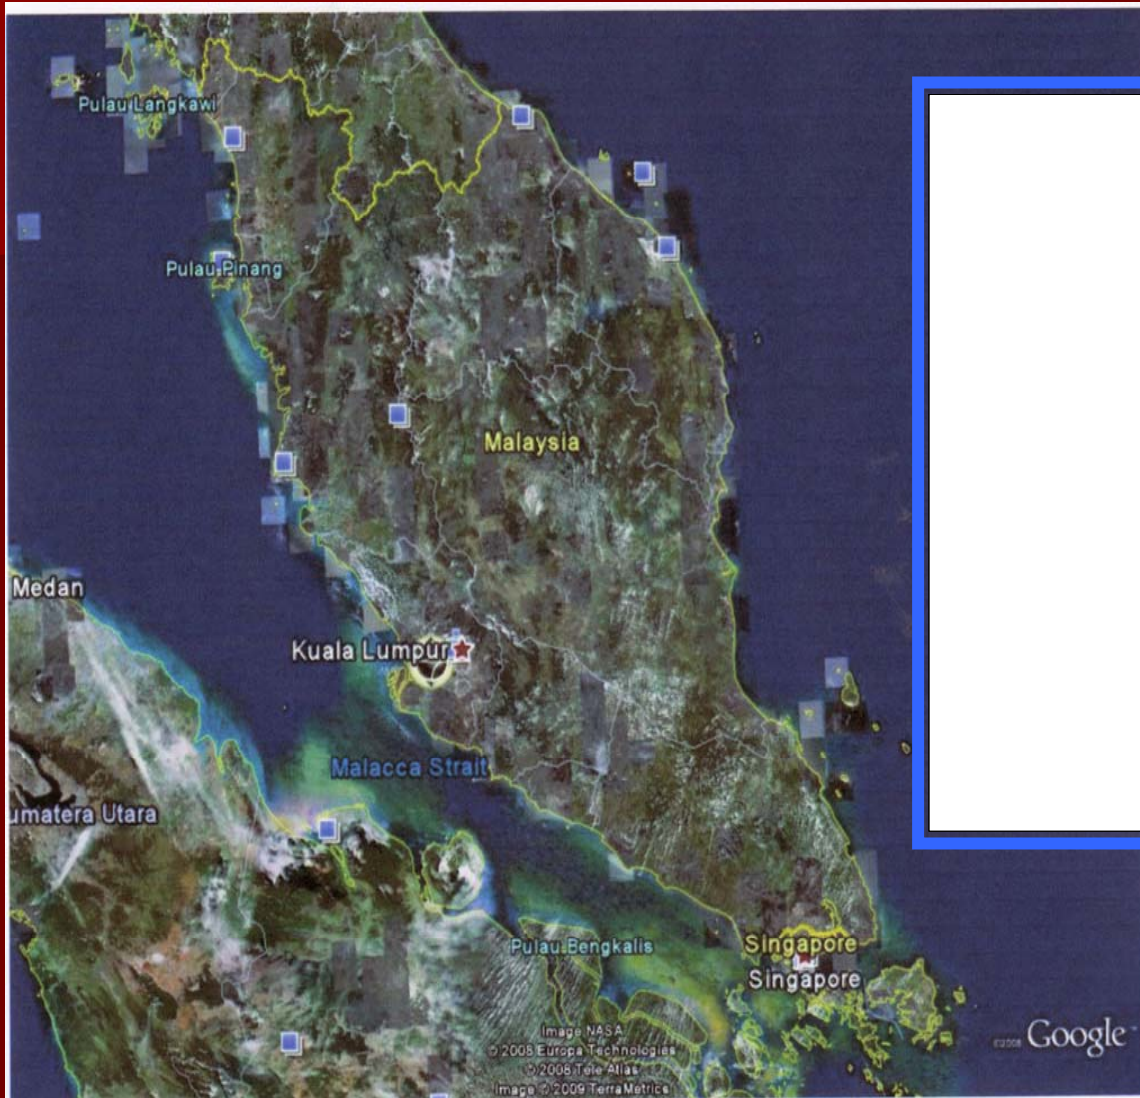 Pulau Langkawi
Pulau Pinang
Malaysia
Medan
Kuala Lumpur
Malacca Strait
umatera Utara
Pulau Bengkalis
Singapore
Singapore
Image NASA
© 2008 Europa Technologies
© 2008 Tele Atlas
Image © 2009 TerraMetrics
©2008 Google